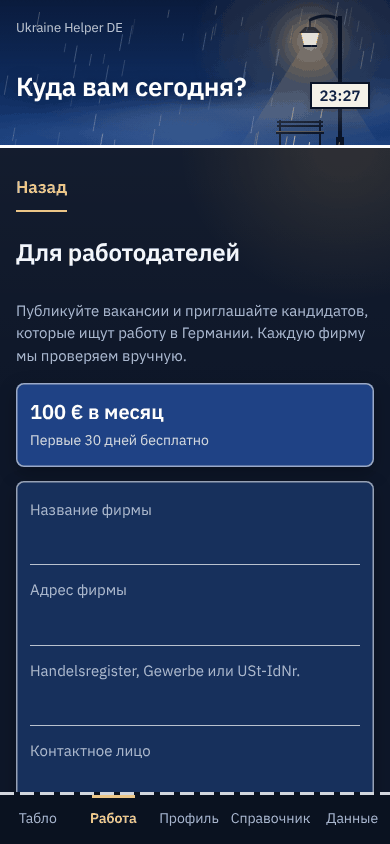 Ukraine Helper DE
Куда вам сегодня?
23:27
Назад
Для работодателей
Публикуйте вакансии и приглашайте кандидатов,
которые ищут работу в Германии. Каждую фирму
мы проверяем вручную.
100 € в месяц
Первые 30 дней бесплатно
Название фирмы
Адрес фирмы
Handelsregister, Gewerbe или USt-IdNr.
Контактное лицо
Табло Работа Профиль Справочник Данные